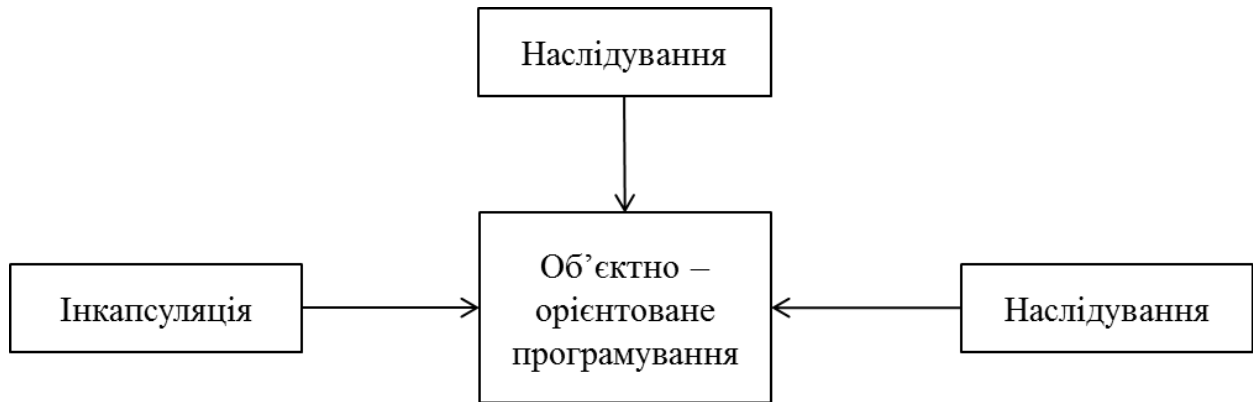 Наслідування
Інкапсуляція
Об’єктно –
орієнтоване
програмування
Наслідування